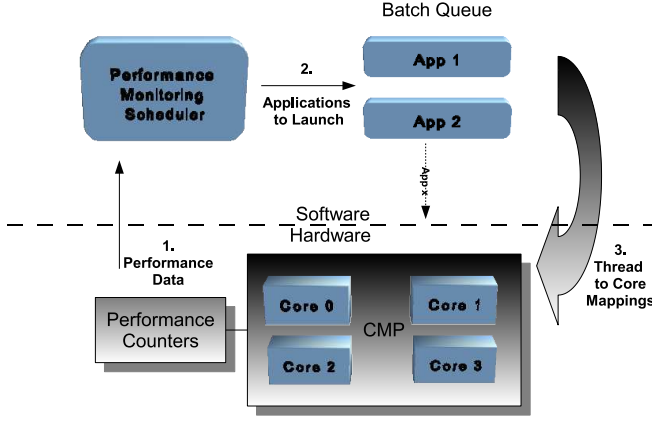 Batch Queue
Performance
Monitoring
Scheduler
2.
Applications
to Launch
App 1
App 2
App x
Software
Hardware
1.
Performance
Data
3.
Thread
to Core
Mappings
Performance
Counters
Core 0
Core 1
CMP
Core 2
Core 3